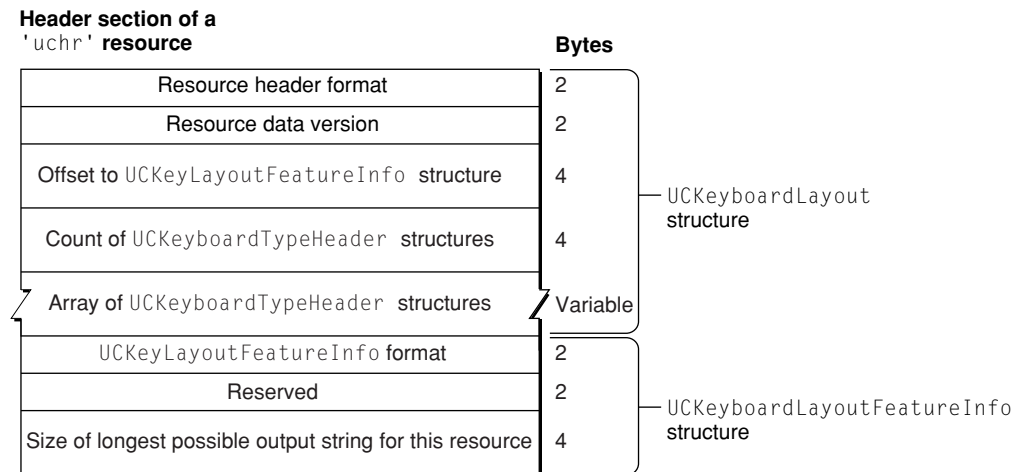 Header section of a
'uchr' resource
Bytes
Resource header format 2
Resource data version 2
Offset to UCKeyLayoutFeatureInfo structure 4
Count of UCKeyboardTypeHeader structures 4
Array of UCKeyboardTypeHeader structures Variable
UCKeyboardLayout
structure
UCKeyLayoutFeatureInfo format 2
Reserved 2
Size of longest possible output string for this resource 4
UCKeyboardLayoutFeatureInfo
structure